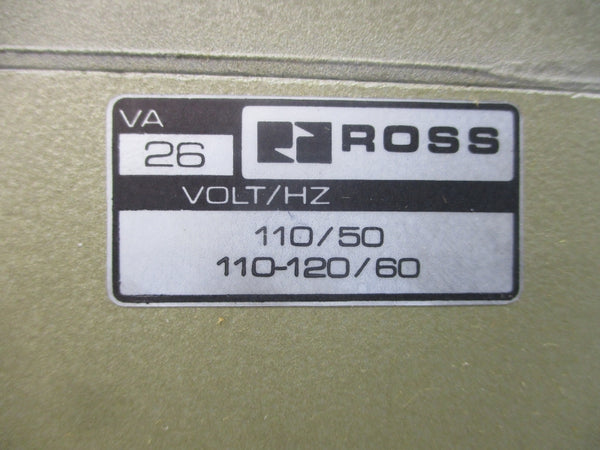 VA
26
ROSS
VOLT/HZ
110/50
110-120/60